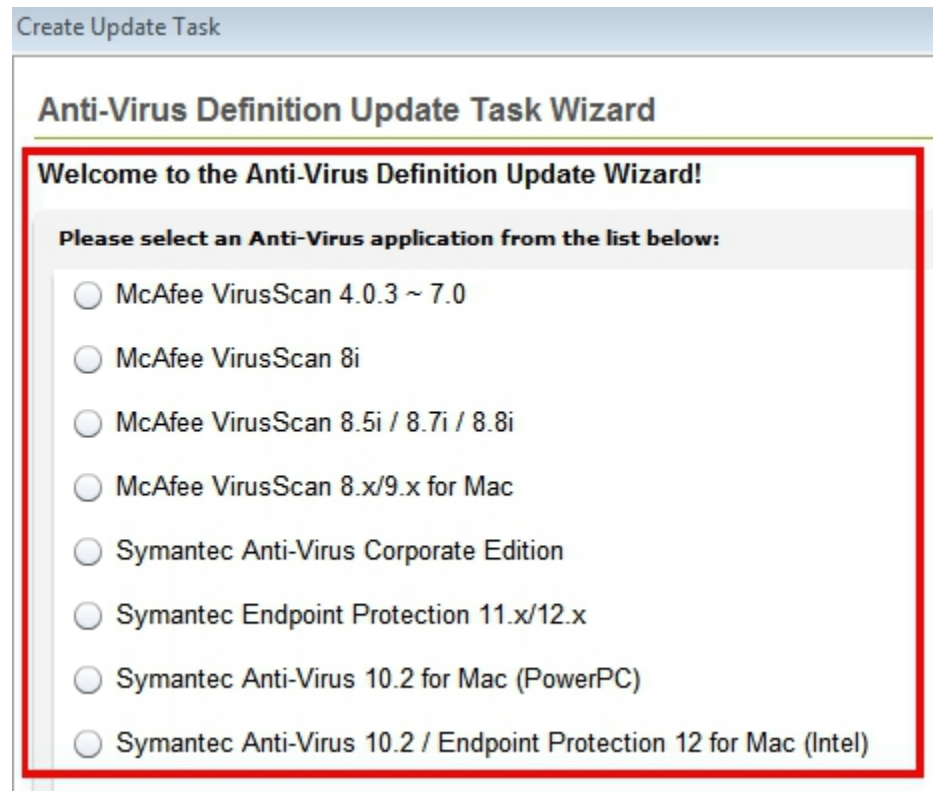 Create Update Task
Anti-Virus Definition Update Task Wizard
Welcome to the Anti-Virus Definition Update Wizard!
Please select an Anti-Virus application from the list below:
McAfee VirusScan 4.0.3 ~ 7.0
McAfee VirusScan 8i
McAfee VirusScan 8.5i / 8.7i / 8.8i
McAfee VirusScan 8.x/9.x for Mac
Symantec Anti-Virus Corporate Edition
Symantec Endpoint Protection 11.x/12.x
Symantec Anti-Virus 10.2 for Mac (PowerPC)
Symantec Anti-Virus 10.2 / Endpoint Protection 12 for Mac (Intel)